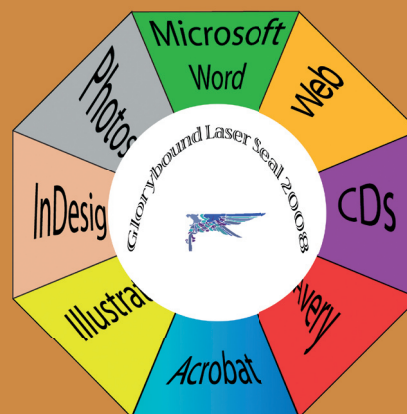 Microsoft
Word
Web
CDs
Avery
Acrobat
Illustrat
InDesig
Photos
Glorybound Laser Seal 2008